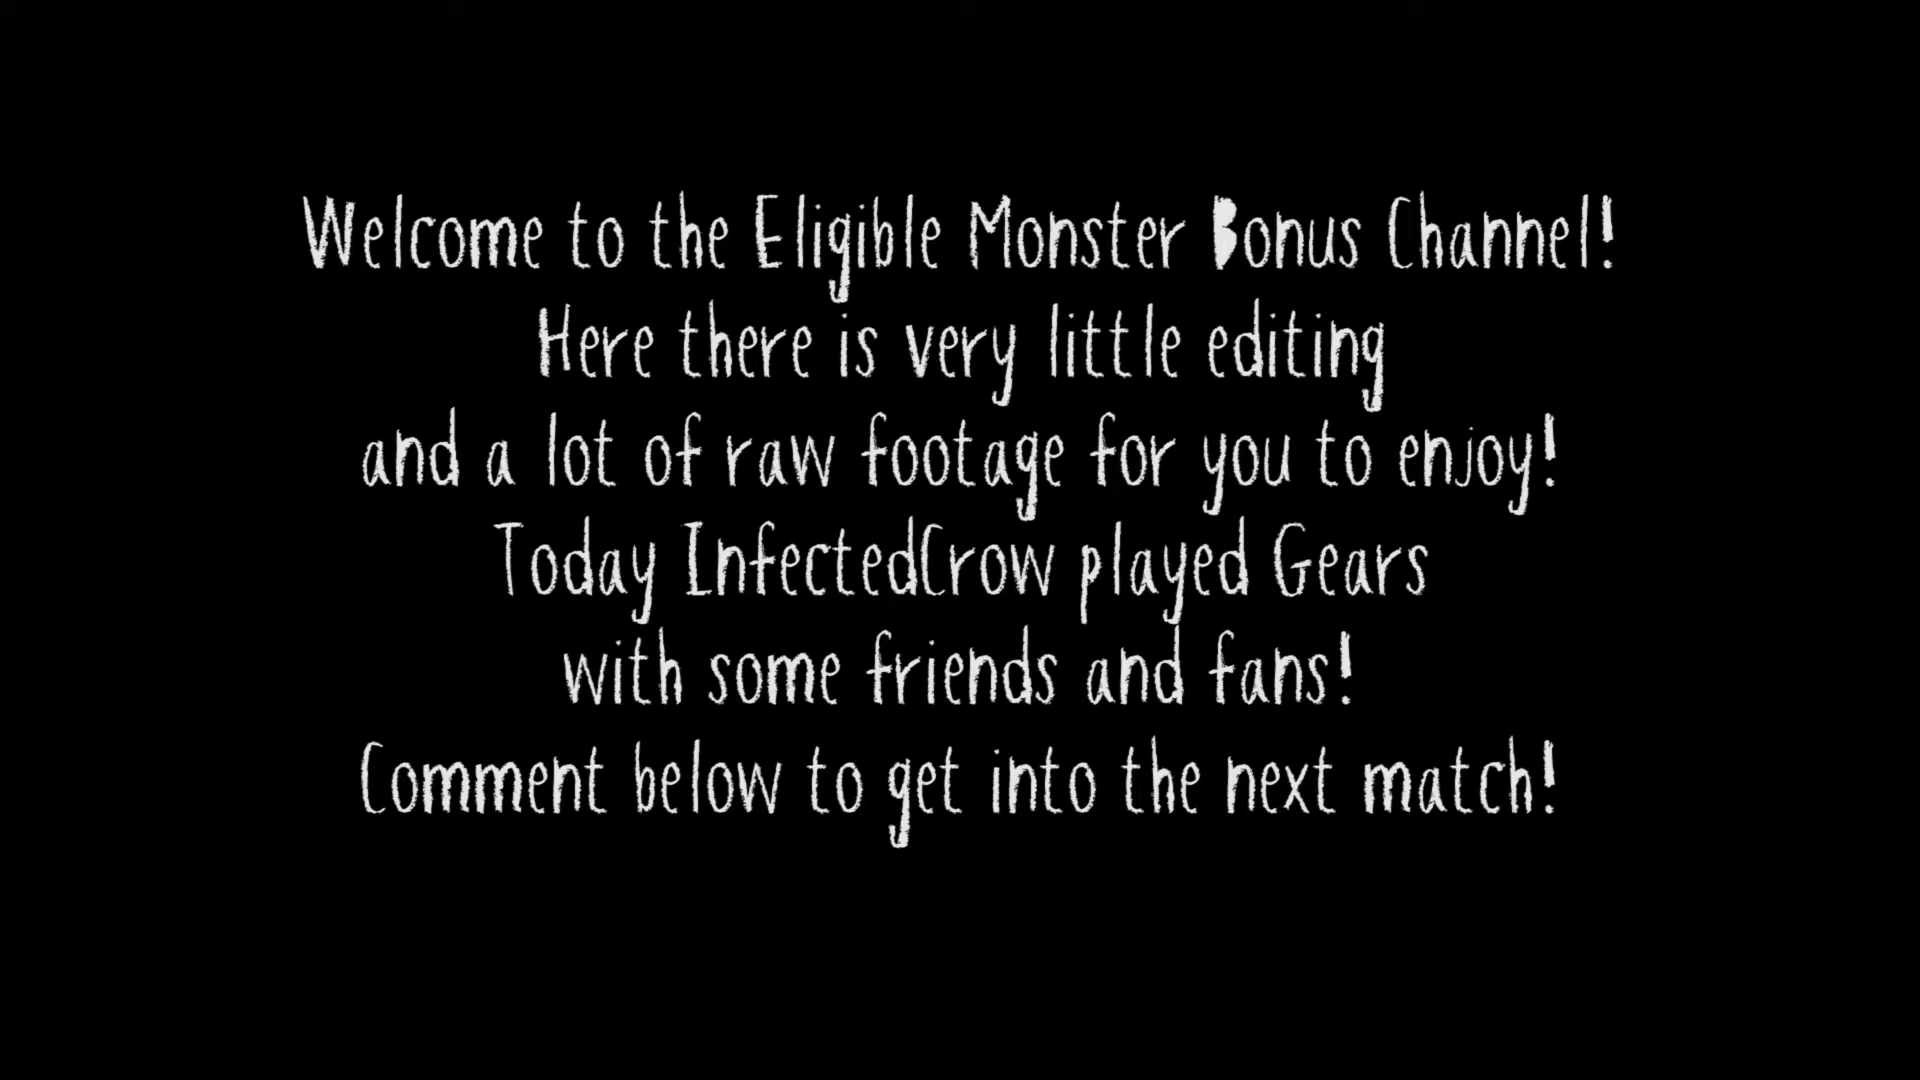 Welcome to the Eligible Monster Bonus Channel!
Here there is very little editing
and a lot of raw footage for you to enjoy!
Today InfectedCrow played Gears
with some friends and fans!
Comment below to get into the next match!